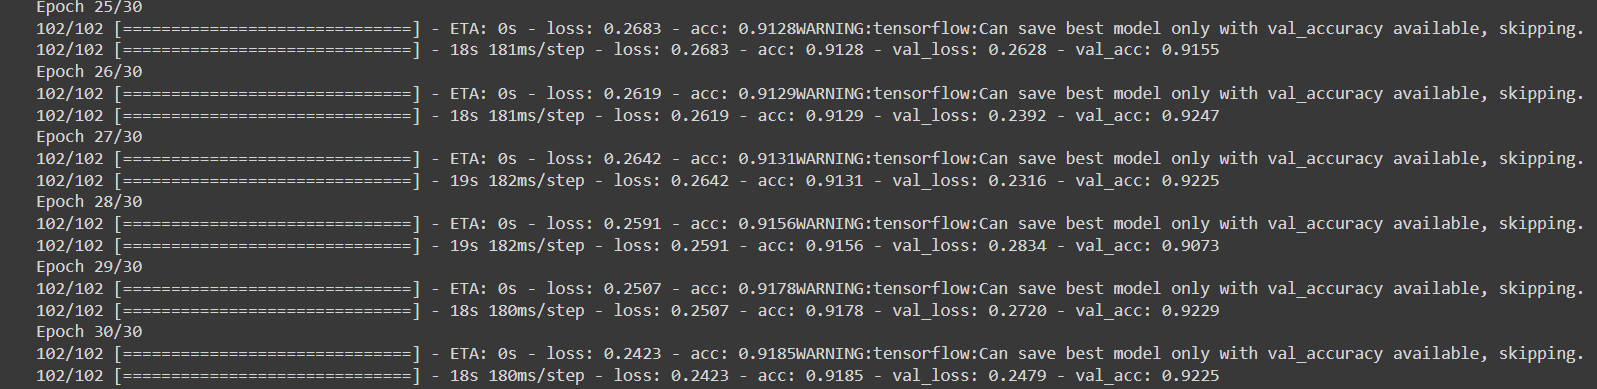 Epoch 25/30
102/102 [==============================] - ETA: 0s - loss: 0.2683 - acc: 0.9128WARNING:tensorflow:Can save best model only with val_accuracy available, skipping.
102/102 [==============================] - 18s 181ms/step - loss: 0.2683 - acc: 0.9128 - val_loss: 0.2628 - val_acc: 0.9155
Epoch 26/30
102/102 [==============================] - ETA: 0s - loss: 0.2619 - acc: 0.9129WARNING:tensorflow:Can save best model only with val_accuracy available, skipping.
102/102 [==============================] - 18s 181ms/step - loss: 0.2619 - acc: 0.9129 - val_loss: 0.2392 - val_acc: 0.9247
Epoch 27/30
102/102 [==============================] - ETA: 0s - loss: 0.2642 - acc: 0.9131WARNING:tensorflow:Can save best model only with val_accuracy available, skipping.
102/102 [==============================] - 19s 182ms/step - loss: 0.2642 - acc: 0.9131 - val_loss: 0.2316 - val_acc: 0.9225
Epoch 28/30
102/102 [==============================] - ETA: 0s - loss: 0.2591 - acc: 0.9156WARNING:tensorflow:Can save best model only with val_accuracy available, skipping.
102/102 [==============================] - 19s 182ms/step - loss: 0.2591 - acc: 0.9156 - val_loss: 0.2834 - val_acc: 0.9073
Epoch 29/30
102/102 [==============================] - ETA: 0s - loss: 0.2507 - acc: 0.9178WARNING:tensorflow:Can save best model only with val_accuracy available, skipping.
102/102 [==============================] - 18s 180ms/step - loss: 0.2507 - acc: 0.9178 - val_loss: 0.2720 - val_acc: 0.9229
Epoch 30/30
102/102 [==============================] - ETA: 0s - loss: 0.2423 - acc: 0.9185WARNING:tensorflow:Can save best model only with val_accuracy available, skipping.
102/102 [==============================] - 18s 180ms/step - loss: 0.2423 - acc: 0.9185 - val_loss: 0.2479 - val_acc: 0.9225